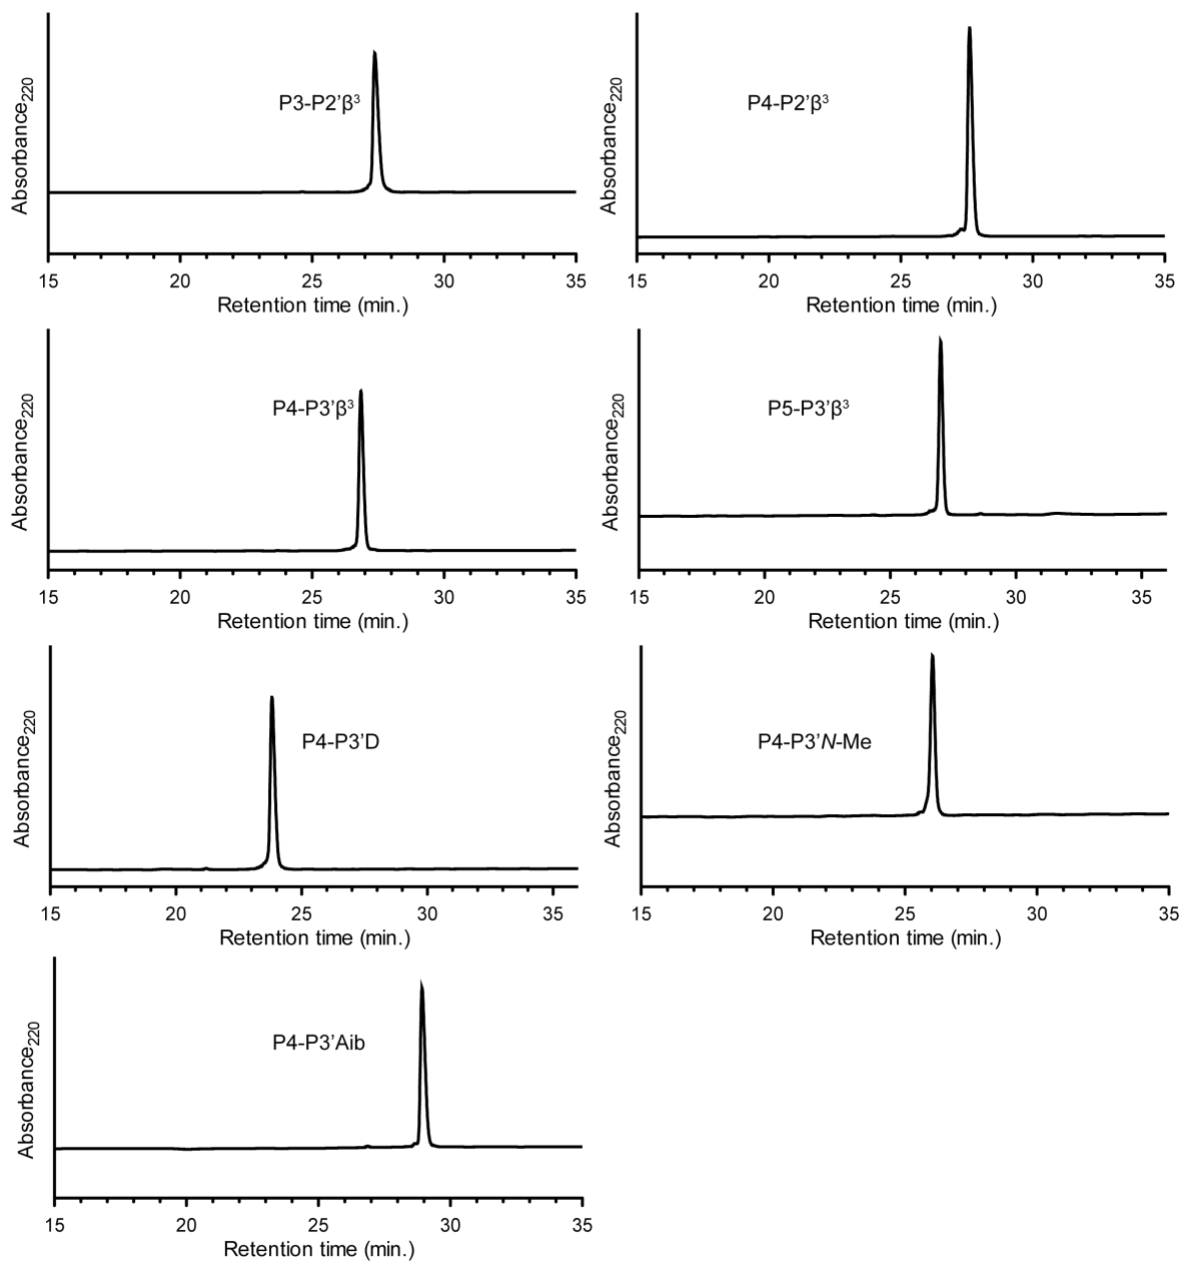 Absorbance₂₂₀
P3-P2’β³
15 20 25 30 35
Retention time (min.)
Absorbance₂₂₀
P4-P2’β³
15 20 25 30 35
Retention time (min.)
Absorbance₂₂₀
P4-P3’β³
15 20 25 30 35
Retention time (min.)
Absorbance₂₂₀
P5-P3’β³
15 20 25 30 35
Retention time (min.)
Absorbance₂₂₀
P4-P3’D
15 20 25 30 35
Retention time (min.)
Absorbance₂₂₀
P4-P3’N-Me
15 20 25 30 35
Retention time (min.)
Absorbance₂₂₀
P4-P3’Aib
15 20 25 30 35
Retention time (min.)